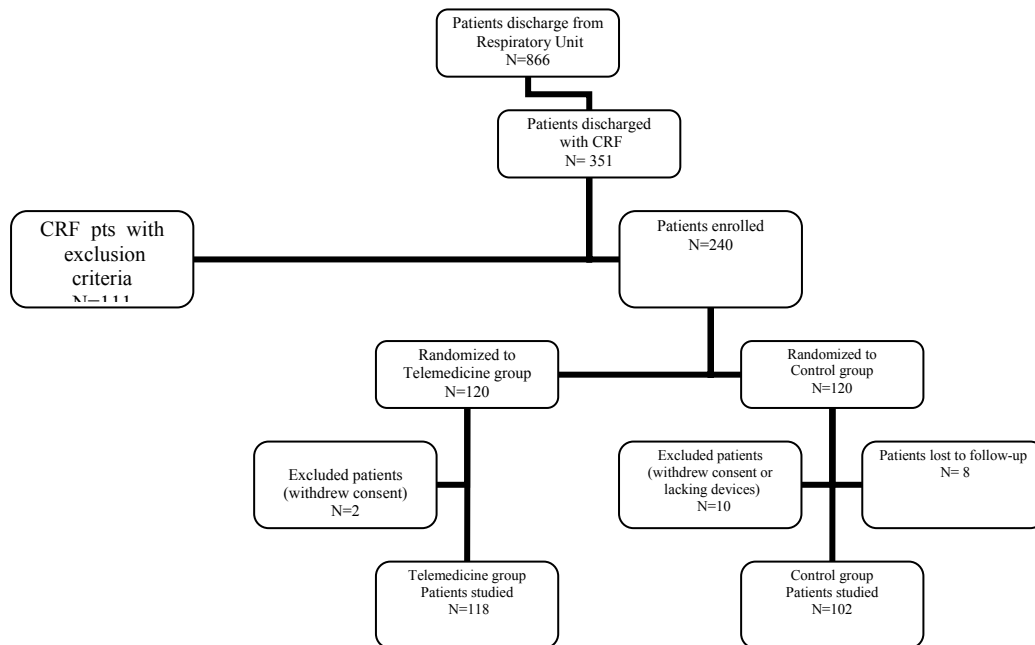 Patients discharge from
Respiratory Unit
N=866
Patients discharged
with CRF
N= 351
CRF pts with
exclusion
criteria
N=111
Patients enrolled
N=240
Randomized to
Telemedicine group
N=120
Randomized to
Control group
N=120
Excluded patients
(withdrew consent)
N=2
Excluded patients
(withdrew consent or
lacking devices)
N=10
Patients lost to follow-up
N= 8
Telemedicine group
Patients studied
N=118
Control group
Patients studied
N=102